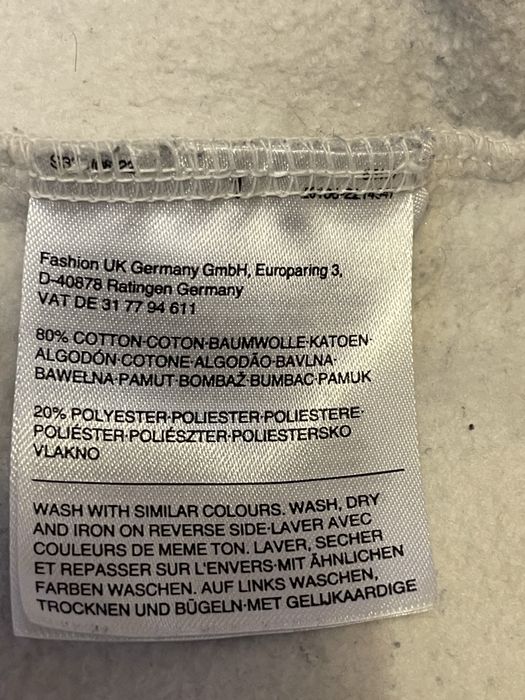 Fashion UK Germany GmbH, Europaring 3,
D-40878 Ratingen Germany
VAT DE 31 77 94 611
80% COTTON·COTON·BAUMWOLLE·KATOEN·
ALGODÓN·COTONE·ALGODÃO·BAVLNA·
BAWEŁNA·PAMUT·BOMBAŽ·BUMBAC·PAMUK
20% POLYESTER·POLIESTER·POLIESTERE·
POLIÉSTER·POLIÉSZTER·POLIESTERSKO
VLAKNO
WASH WITH SIMILAR COLOURS. WASH, DRY
AND IRON ON REVERSE SIDE·LAVER AVEC
COULEURS DE MEME TON. LAVER, SECHER
ET REPASSER SUR L'ENVERS·MIT ÄHNLICHEN
FARBEN WASCHEN. AUF LINKS WASCHEN,
TROCKNEN UND BÜGELN·MET GELIJKAARDIGE